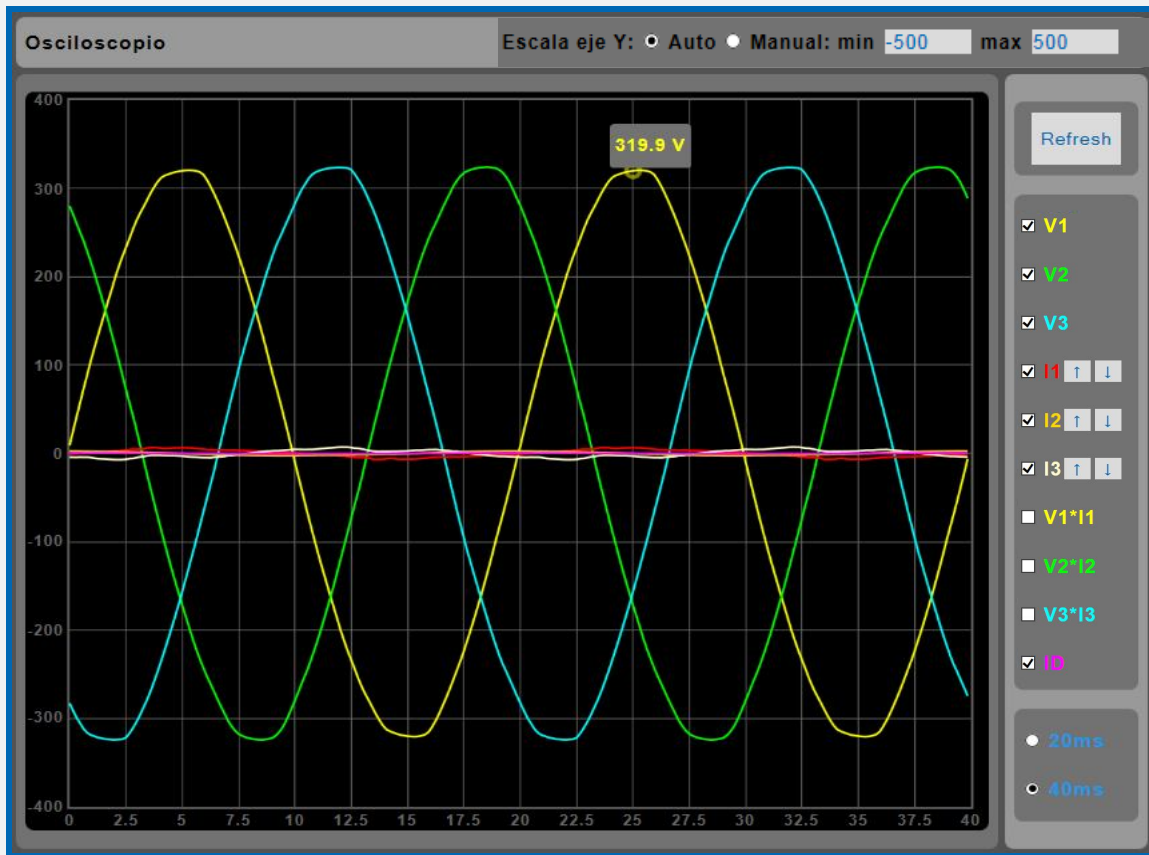 Osciloscopio
Escala eje Y: Auto Manual: min -500 max 500
400
300
200
100
0
-100
-200
-300
-400
0 2.5 5 7.5 10 12.5 15 17.5 20 22.5 25 27.5 30 32.5 35 37.5 40
319.9 V
Refresh
V1
V2
V3
I1 ↑ ↓
I2 ↑ ↓
I3 ↑ ↓
V1*I1
V2*I2
V3*I3
ID
20ms
40ms